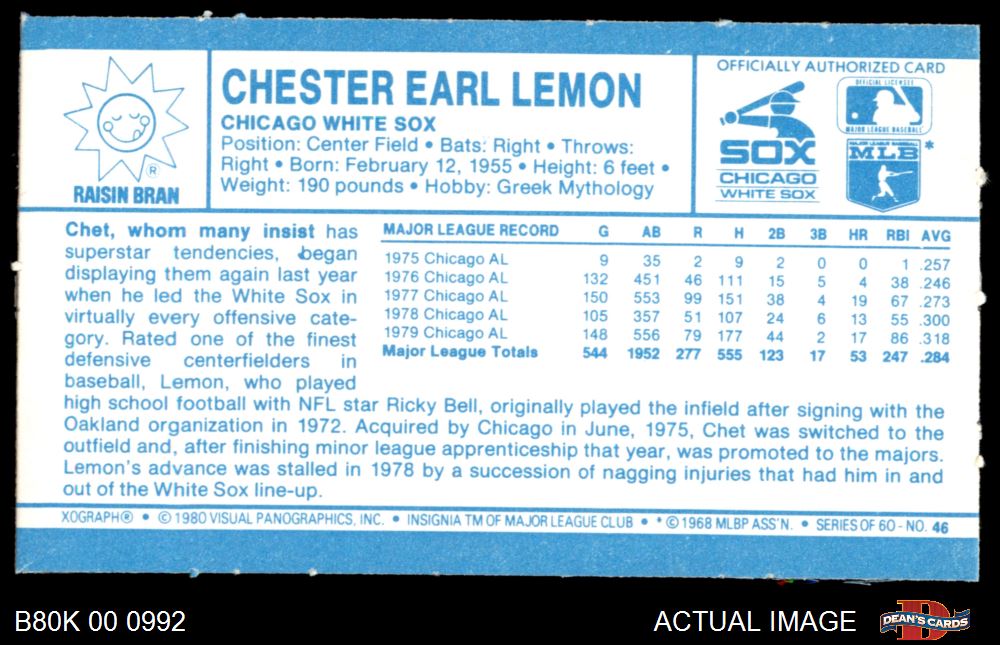 CHESTER EARL LEMON
CHICAGO WHITE SOX
Position: Center Field • Bats: Right • Throws:
Right • Born: February 12, 1955 • Height: 6 feet •
Weight: 190 pounds • Hobby: Greek Mythology
®
RAISIN BRAN
OFFICIALLY AUTHORIZED CARD
OFFICIAL LICENSEE
MAJOR LEAGUE BASEBALL
SOX
CHICAGO
WHITE SOX
MAJOR LEAGUE BASEBALL
MLB *
Chet, whom many insist has
superstar tendencies, began
displaying them again last year
when he led the White Sox in
virtually every offensive cate-
gory. Rated one of the finest
defensive centerfielders in
baseball, Lemon, who played
high school football with NFL star Ricky Bell, originally played the infield after signing with the
Oakland organization in 1972. Acquired by Chicago in June, 1975, Chet was switched to the
outfield and, after finishing minor league apprenticeship that year, was promoted to the majors.
Lemon's advance was stalled in 1978 by a succession of nagging injuries that had him in and
out of the White Sox line-up.
MAJOR LEAGUE RECORD G AB R H 2B 3B HR RBI AVG
1975 Chicago AL 9 35 2 9 2 0 0 1 .257
1976 Chicago AL 132 451 46 111 15 5 4 38 .246
1977 Chicago AL 150 553 99 151 38 4 19 67 .273
1978 Chicago AL 105 357 51 107 24 6 13 55 .300
1979 Chicago AL 148 556 79 177 44 2 17 86 .318
Major League Totals 544 1952 277 555 123 17 53 247 .284
XOGRAPH® • © 1980 VISUAL PANOGRAPHICS, INC. • INSIGNIA TM OF MAJOR LEAGUE CLUB • * © 1968 MLBP ASS'N. • SERIES OF 60 - NO. 46
B80K 00 0992
ACTUAL IMAGE
D
DEAN'S CARDS